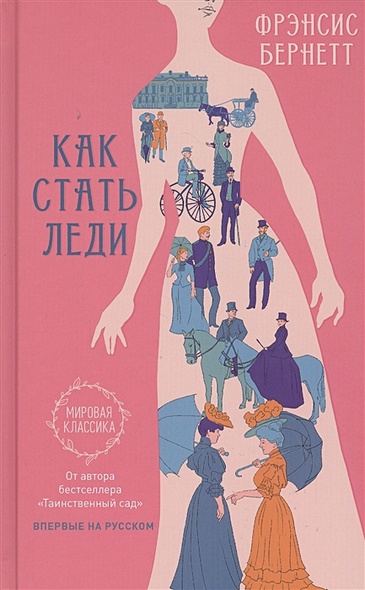 ФРЭНСИС
БЕРНЕТТ
КАК
СТАТЬ
ЛЕДИ
МИРОВАЯ
КЛАССИКА
От автора
бестселлера
«Таинственный сад»
ВПЕРВЫЕ НА РУССКОМ